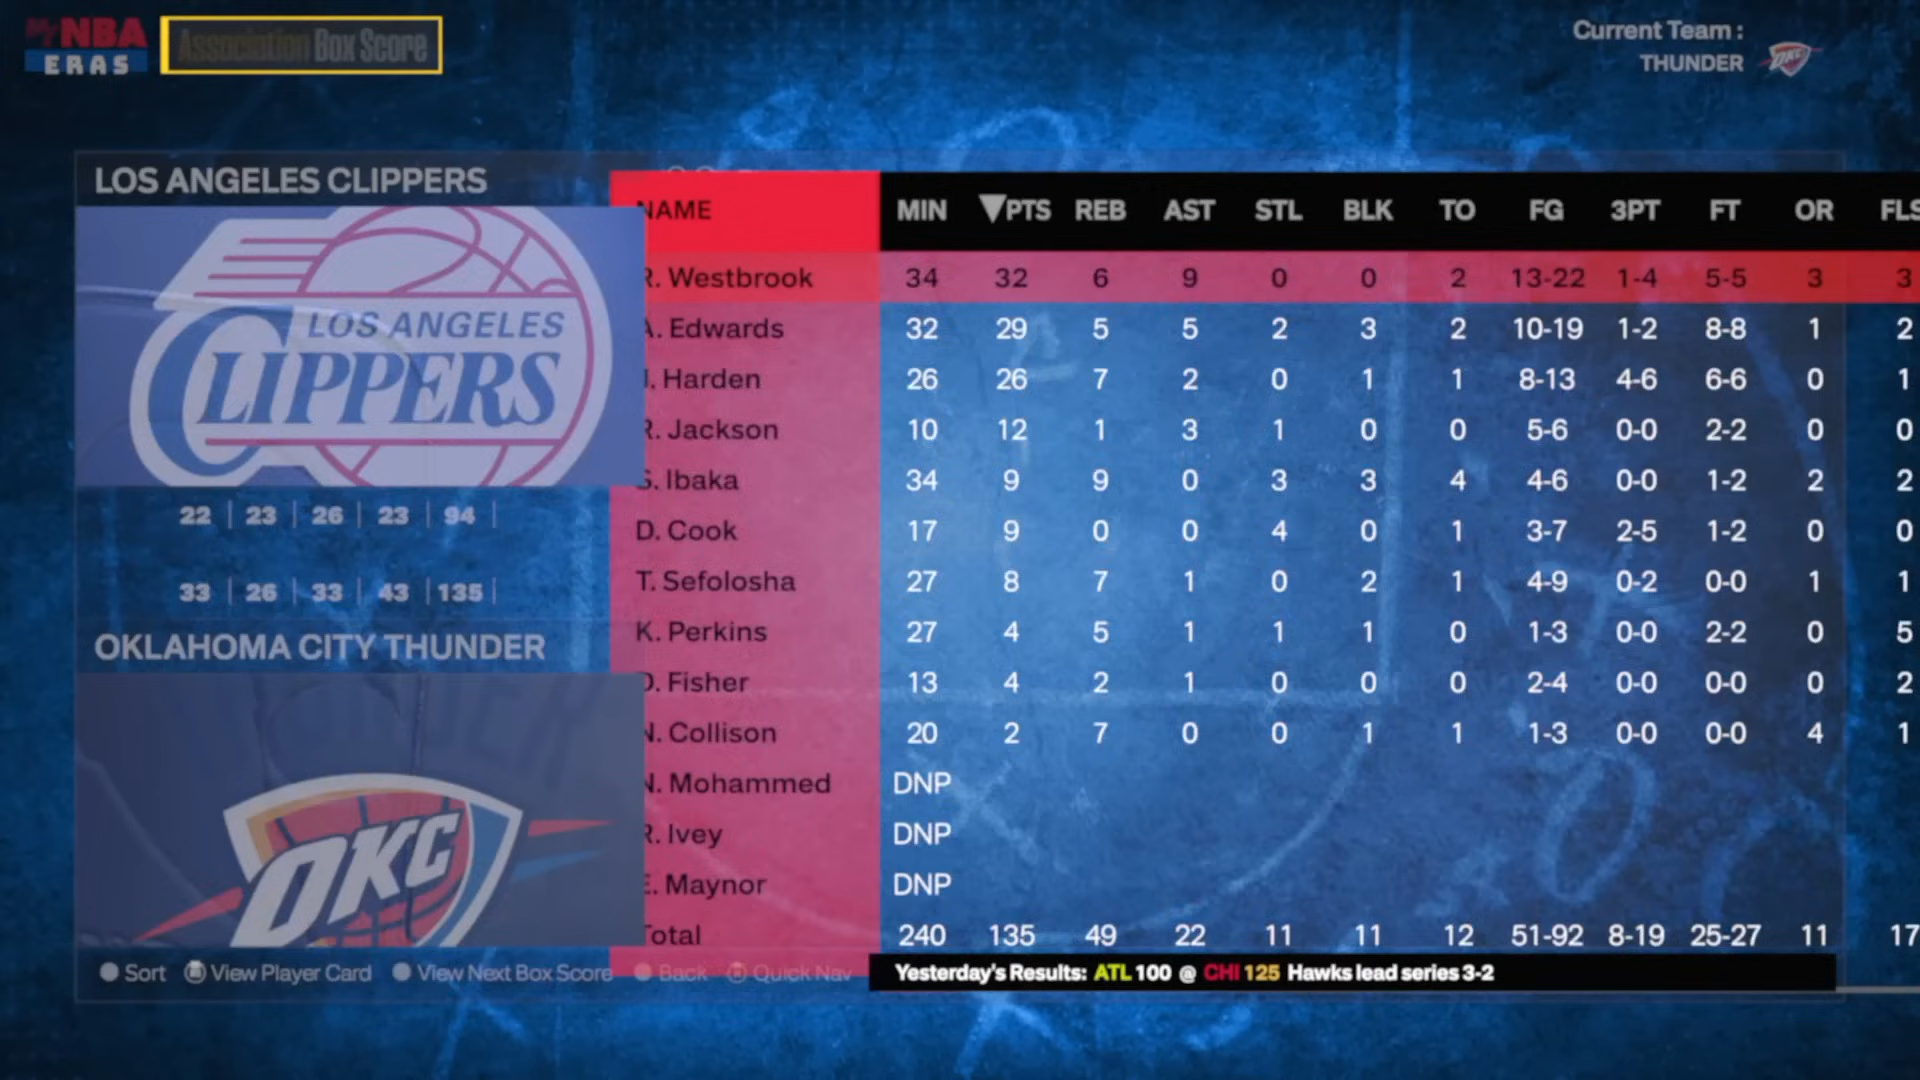 MyNBA
ERAS
Association Box Score
Current Team :
THUNDER
LOS ANGELES CLIPPERS
LOS ANGELES
CLIPPERS
22 | 23 | 26 | 23 | 94 |
33 | 26 | 33 | 43 | 135 |
OKLAHOMA CITY THUNDER
OKC
NAME MIN ▼PTS REB AST STL BLK TO FG 3PT FT OR FLS
R. Westbrook 34 32 6 9 0 0 2 13-22 1-4 5-5 3 3
A. Edwards 32 29 5 5 2 3 2 10-19 1-2 8-8 1 2
J. Harden 26 26 7 2 0 1 1 8-13 4-6 6-6 0 1
R. Jackson 10 12 1 3 1 0 0 5-6 0-0 2-2 0 0
S. Ibaka 34 9 9 0 3 3 4 4-6 0-0 1-2 2 2
D. Cook 17 9 0 0 4 0 1 3-7 2-5 1-2 0 0
T. Sefolosha 27 8 7 1 0 2 1 4-9 0-2 0-0 1 1
K. Perkins 27 4 5 1 1 1 0 1-3 0-0 2-2 0 5
D. Fisher 13 4 2 1 0 0 0 2-4 0-0 0-0 0 2
N. Collison 20 2 7 0 0 1 1 1-3 0-0 0-0 4 1
N. Mohammed DNP
R. Ivey DNP
E. Maynor DNP
Total 240 135 49 22 11 11 12 51-92 8-19 25-27 11 17
Sort View Player Card View Next Box Score Back Quick Nav
Yesterday's Results: ATL 100 @ CHI 125 Hawks lead series 3-2